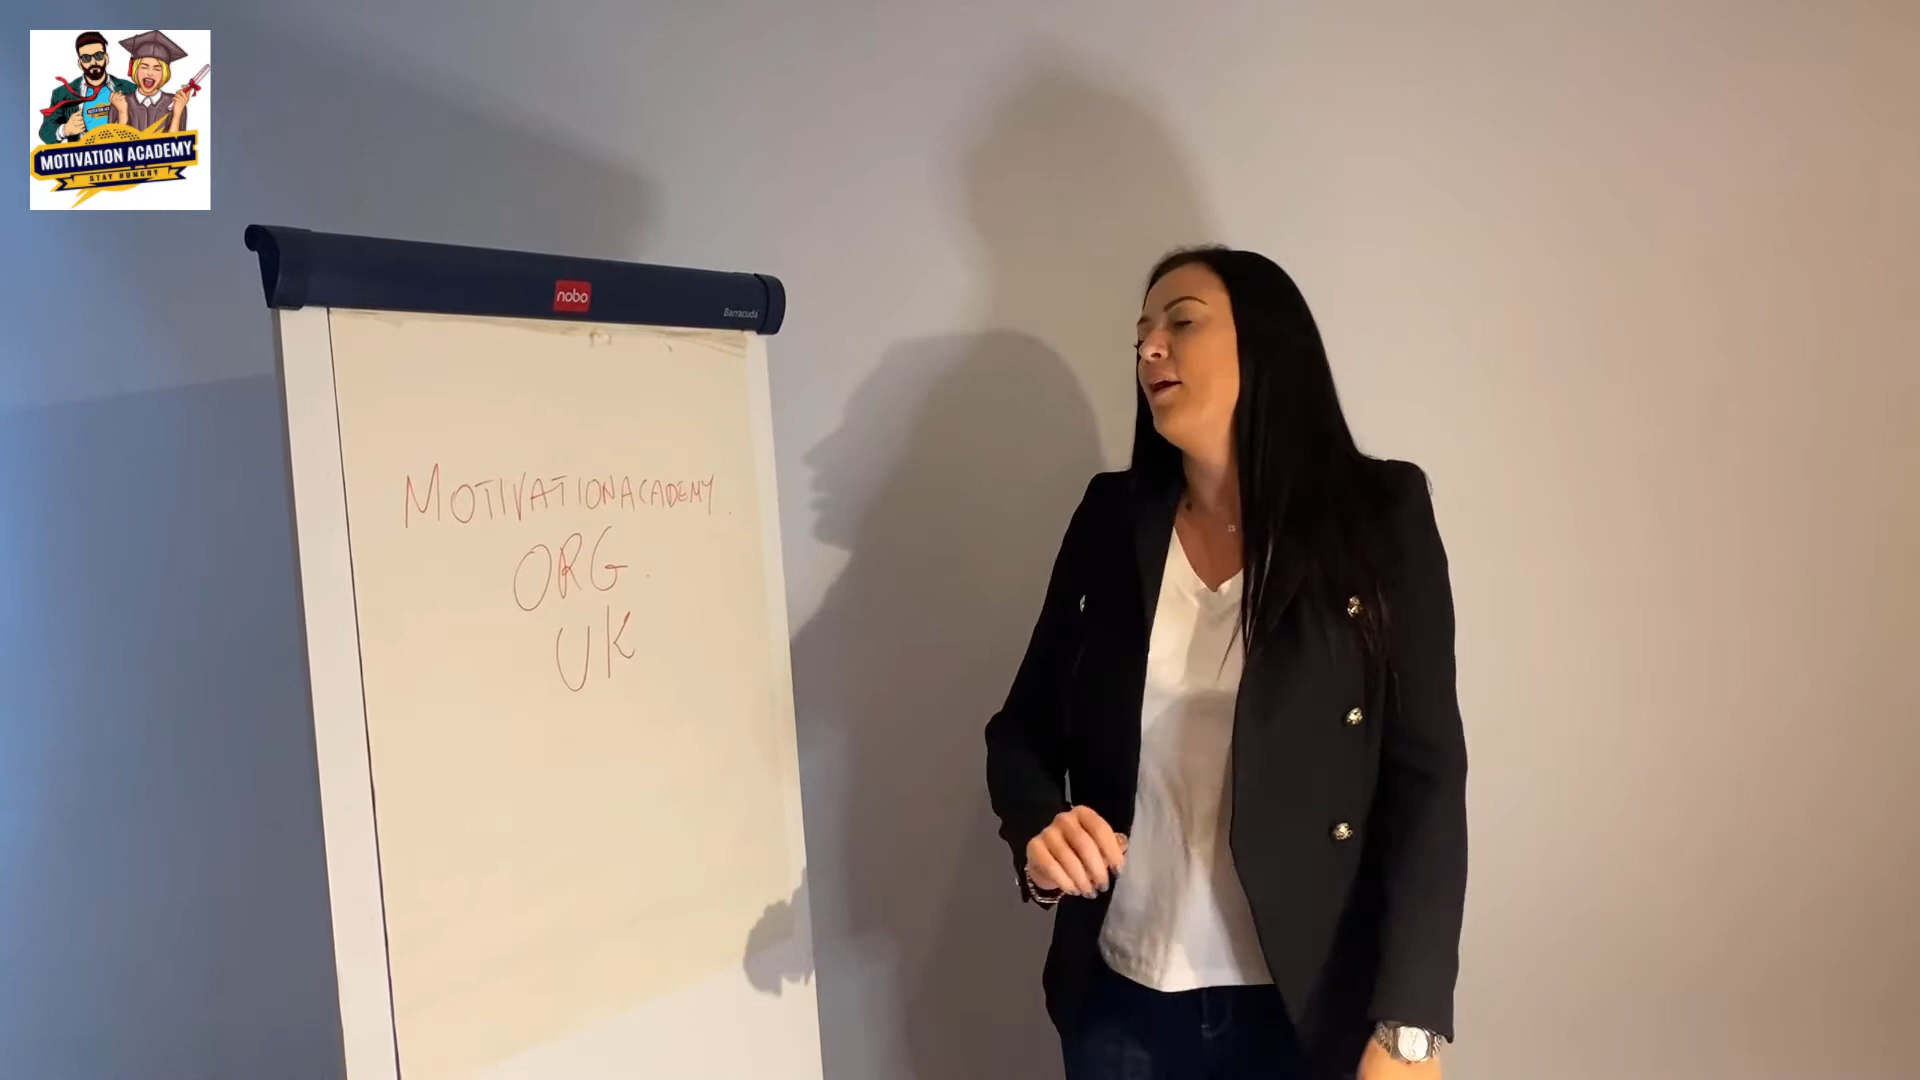 MOTIVATION ACADEMY
STAY HUNGRY
nobo
Barracuda
MOTIVATIONACADEMY.
ORG.
UK